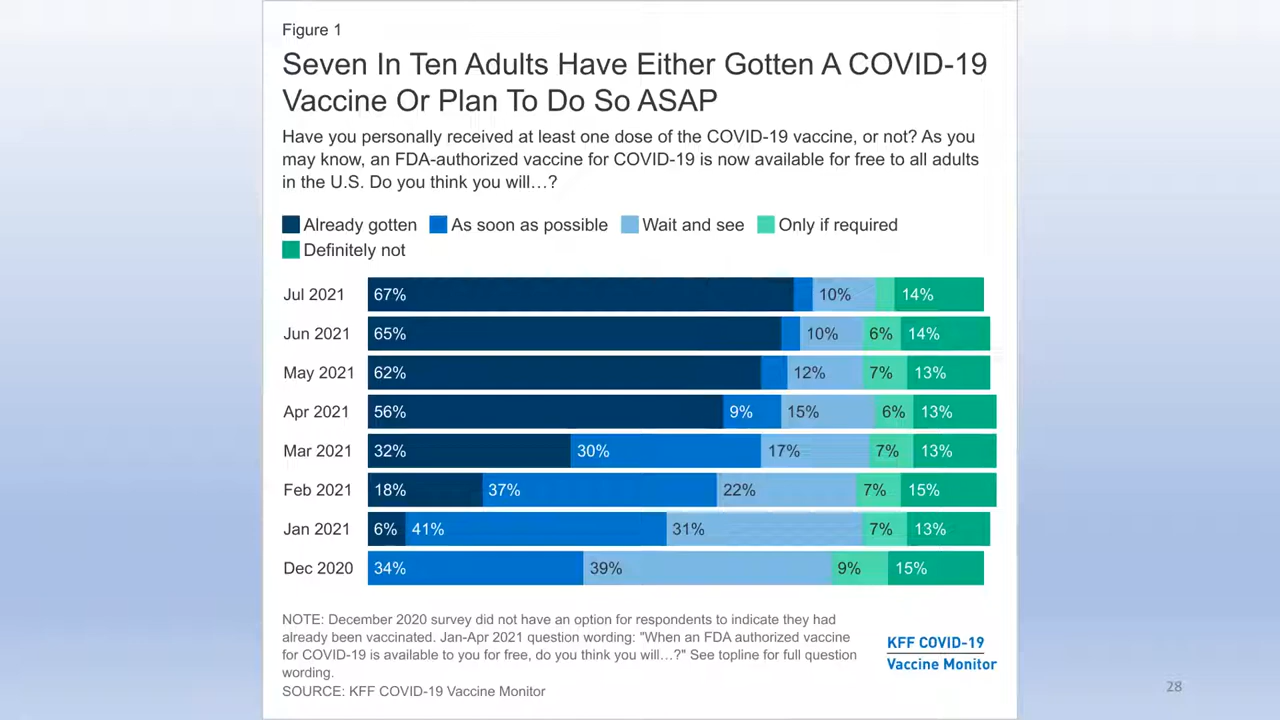 Figure 1
Seven In Ten Adults Have Either Gotten A COVID-19
Vaccine Or Plan To Do So ASAP
Have you personally received at least one dose of the COVID-19 vaccine, or not? As you
may know, an FDA-authorized vaccine for COVID-19 is now available for free to all adults
in the U.S. Do you think you will…?
Already gotten As soon as possible Wait and see Only if required
Definitely not
Jul 2021 67% 10% 14%
Jun 2021 65% 10% 6% 14%
May 2021 62% 12% 7% 13%
Apr 2021 56% 9% 15% 6% 13%
Mar 2021 32% 30% 17% 7% 13%
Feb 2021 18% 37% 22% 7% 15%
Jan 2021 6% 41% 31% 7% 13%
Dec 2020 34% 39% 9% 15%
NOTE: December 2020 survey did not have an option for respondents to indicate they had
already been vaccinated. Jan-Apr 2021 question wording: "When an FDA authorized vaccine
for COVID-19 is available to you for free, do you think you will…?" See topline for full question
wording.
SOURCE: KFF COVID-19 Vaccine Monitor
KFF COVID-19
Vaccine Monitor
28